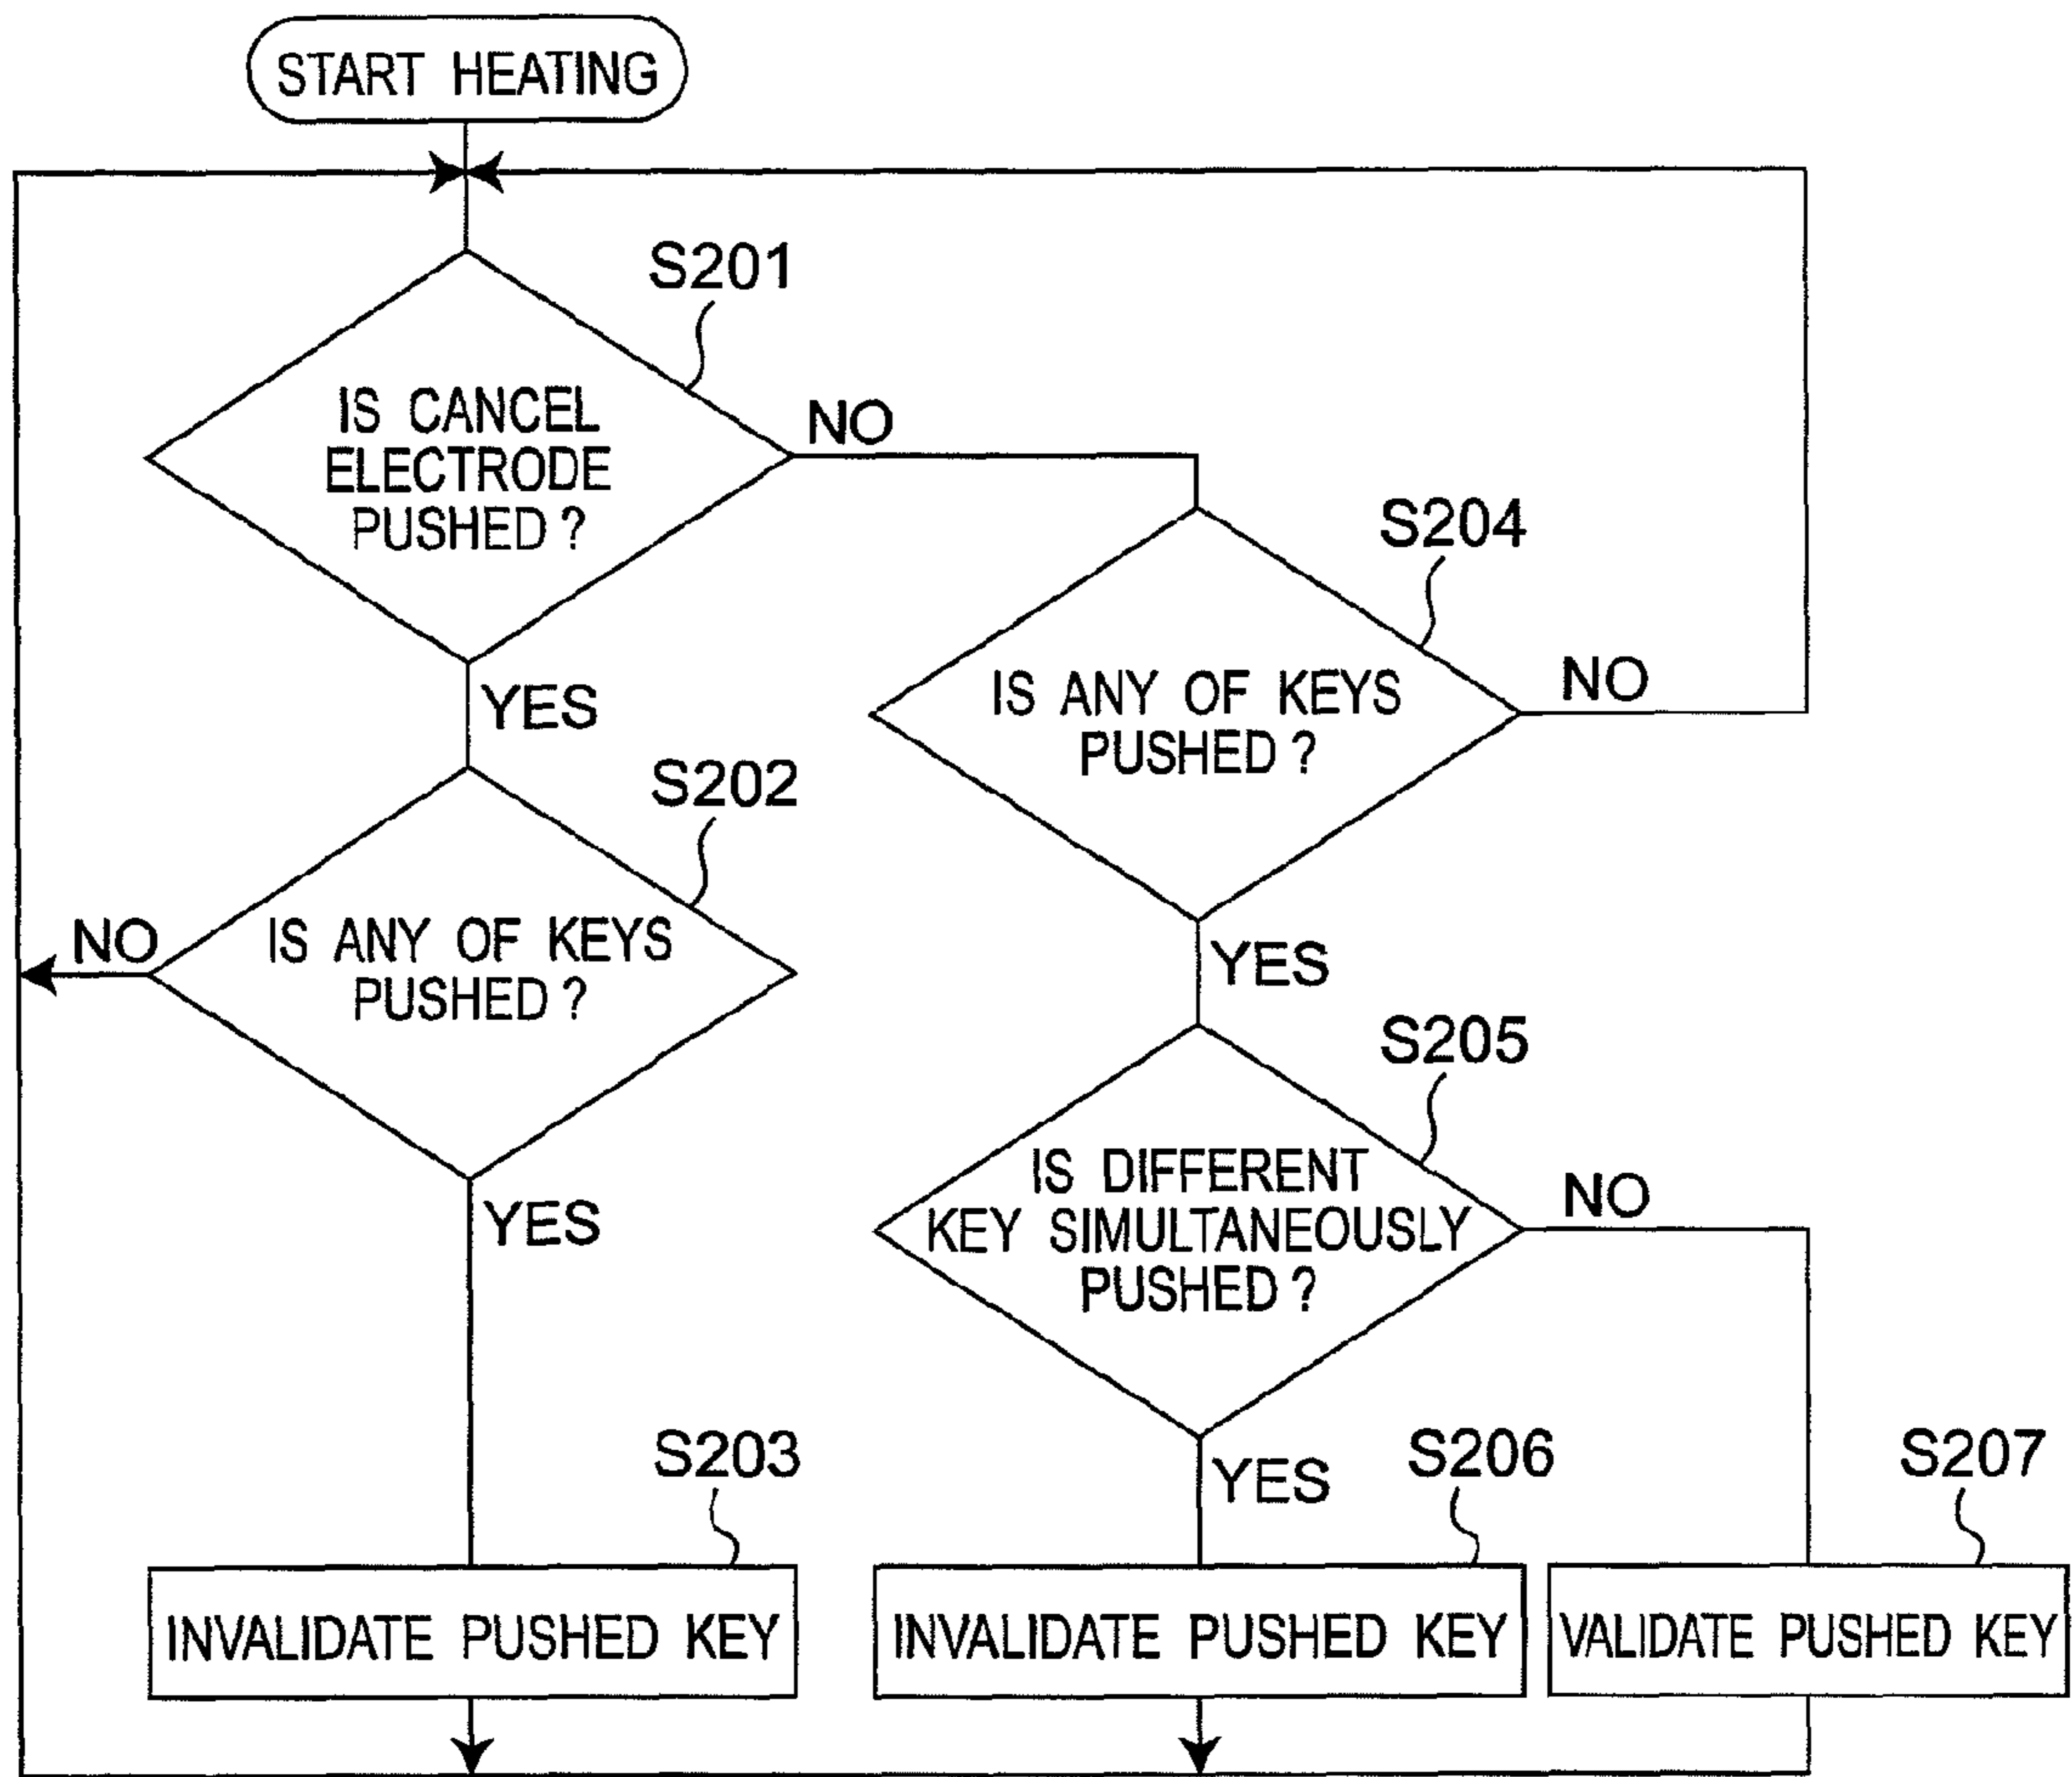 START HEATING
S201
IS CANCEL
ELECTRODE
PUSHED ?
NO
YES
S204
IS ANY OF KEYS
PUSHED ?
NO
YES
S202
IS ANY OF KEYS
PUSHED ?
NO
YES
S205
IS DIFFERENT
KEY SIMULTANEOUSLY
PUSHED ?
NO
YES
S203
INVALIDATE PUSHED KEY
S206
INVALIDATE PUSHED KEY
S207
VALIDATE PUSHED KEY